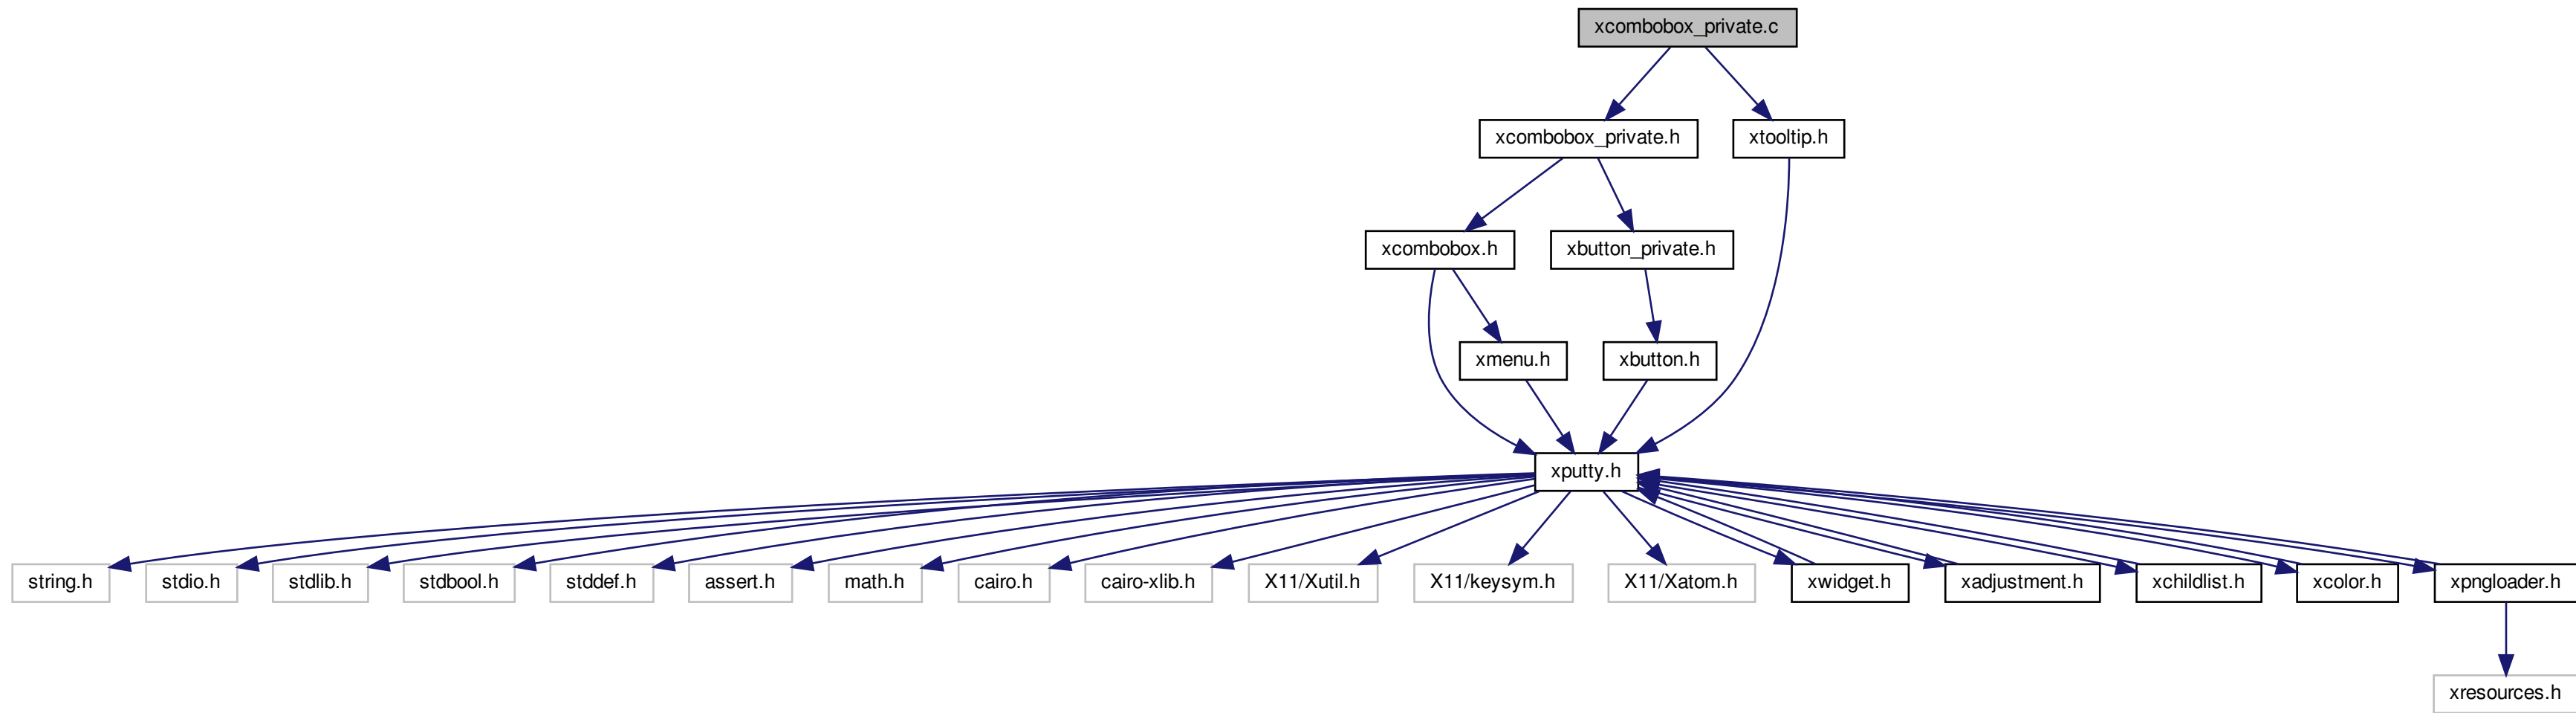 xcombobox_private.c
xcombobox_private.h
xtooltip.h
xcombobox.h
xbutton_private.h
xmenu.h
xbutton.h
xputty.h
string.h
stdio.h
stdlib.h
stdbool.h
stddef.h
assert.h
math.h
cairo.h
cairo-xlib.h
X11/Xutil.h
X11/keysym.h
X11/Xatom.h
xwidget.h
xadjustment.h
xchildlist.h
xcolor.h
xpngloader.h
xresources.h